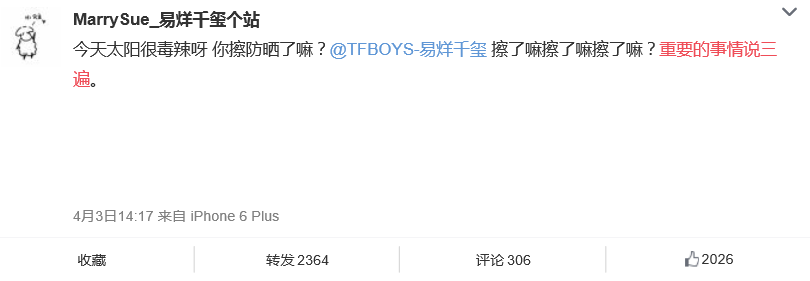 MarrySue_易烊千玺个站
今天太阳很毒辣呀 你擦防晒了嘛？@TFBOYS-易烊千玺 擦了嘛擦了嘛擦了嘛？重要的事情说三
遍。
4月3日14:17 来自 iPhone 6 Plus
收藏 转发 2364 评论 306 2026